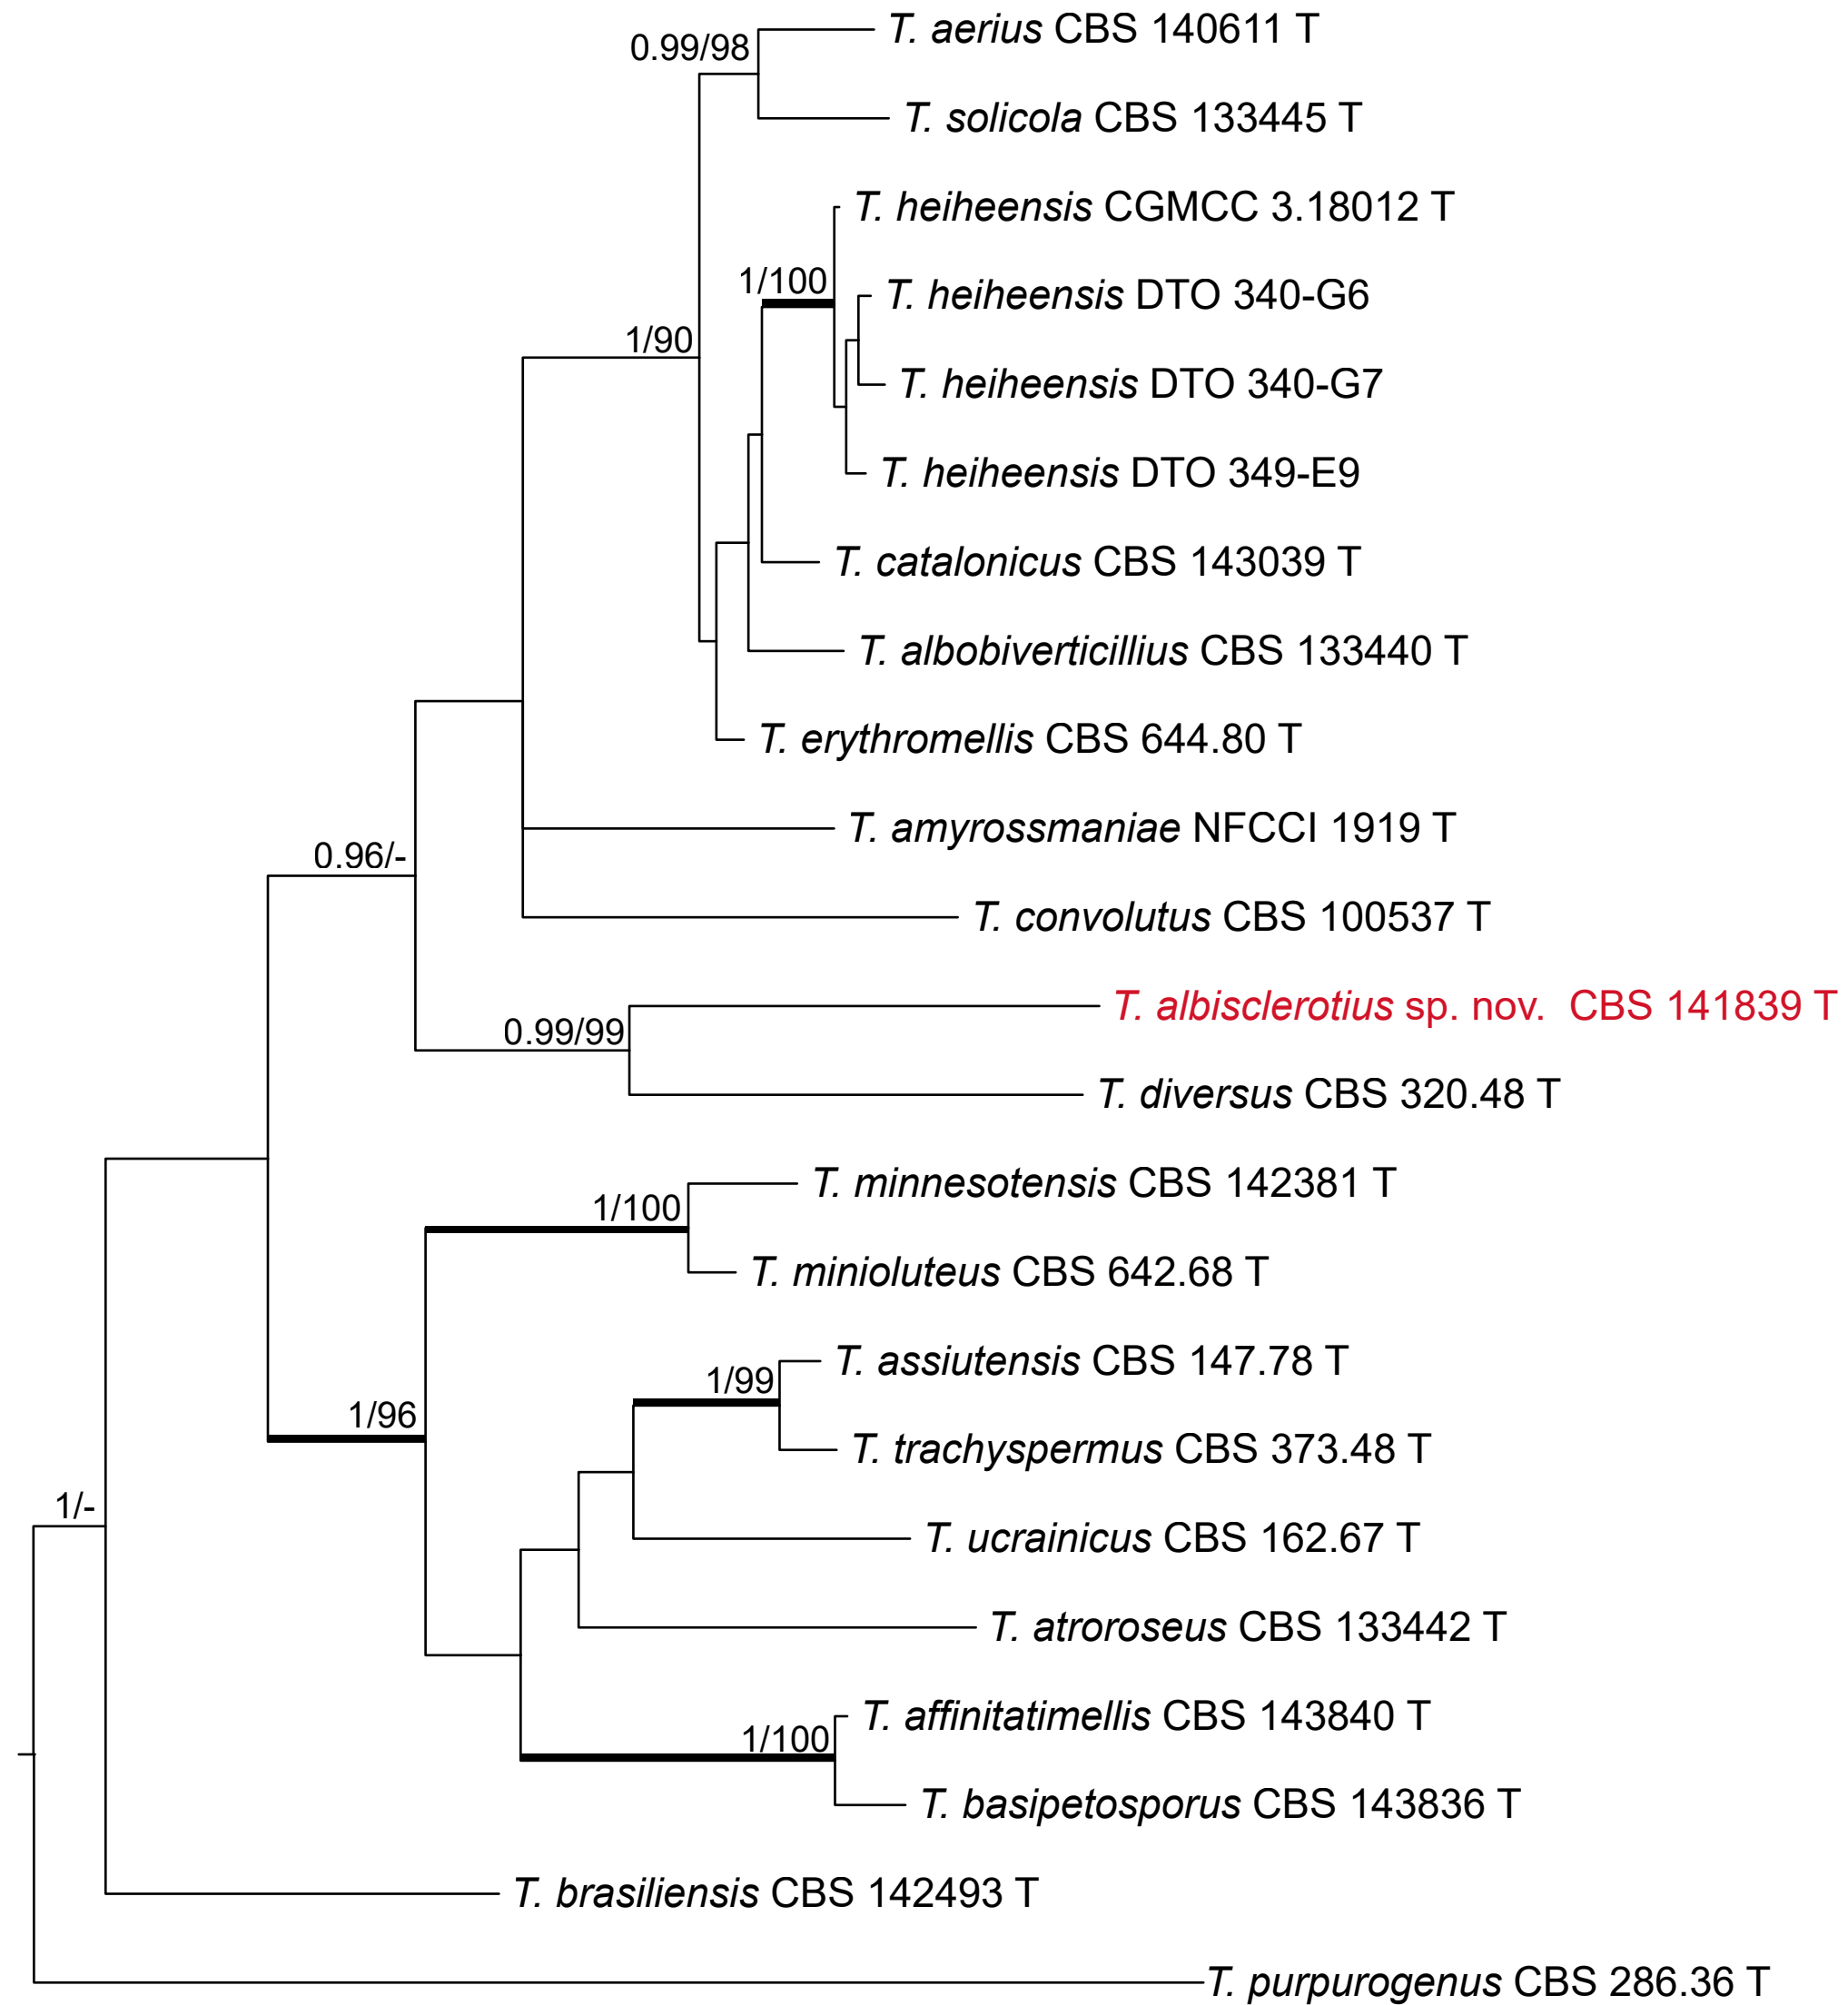 T. aerius CBS 140611 T
0.99/98
T. solicola CBS 133445 T
T. heiheensis CGMCC 3.18012 T
1/100
T. heiheensis DTO 340-G6
1/90
T. heiheensis DTO 340-G7
T. heiheensis DTO 349-E9
T. catalonicus CBS 143039 T
T. albobiverticillius CBS 133440 T
T. erythromellis CBS 644.80 T
T. amyrossmaniae NFCCI 1919 T
0.96/-
T. convolutus CBS 100537 T
T. albisclerotius sp. nov. CBS 141839 T
0.99/99
T. diversus CBS 320.48 T
T. minnesotensis CBS 142381 T
1/100
T. minioluteus CBS 642.68 T
T. assiutensis CBS 147.78 T
1/99
1/96
T. trachyspermus CBS 373.48 T
1/-
T. ucrainicus CBS 162.67 T
T. atroroseus CBS 133442 T
T. affinitatimellis CBS 143840 T
1/100
T. basipetosporus CBS 143836 T
T. brasiliensis CBS 142493 T
T. purpurogenus CBS 286.36 T